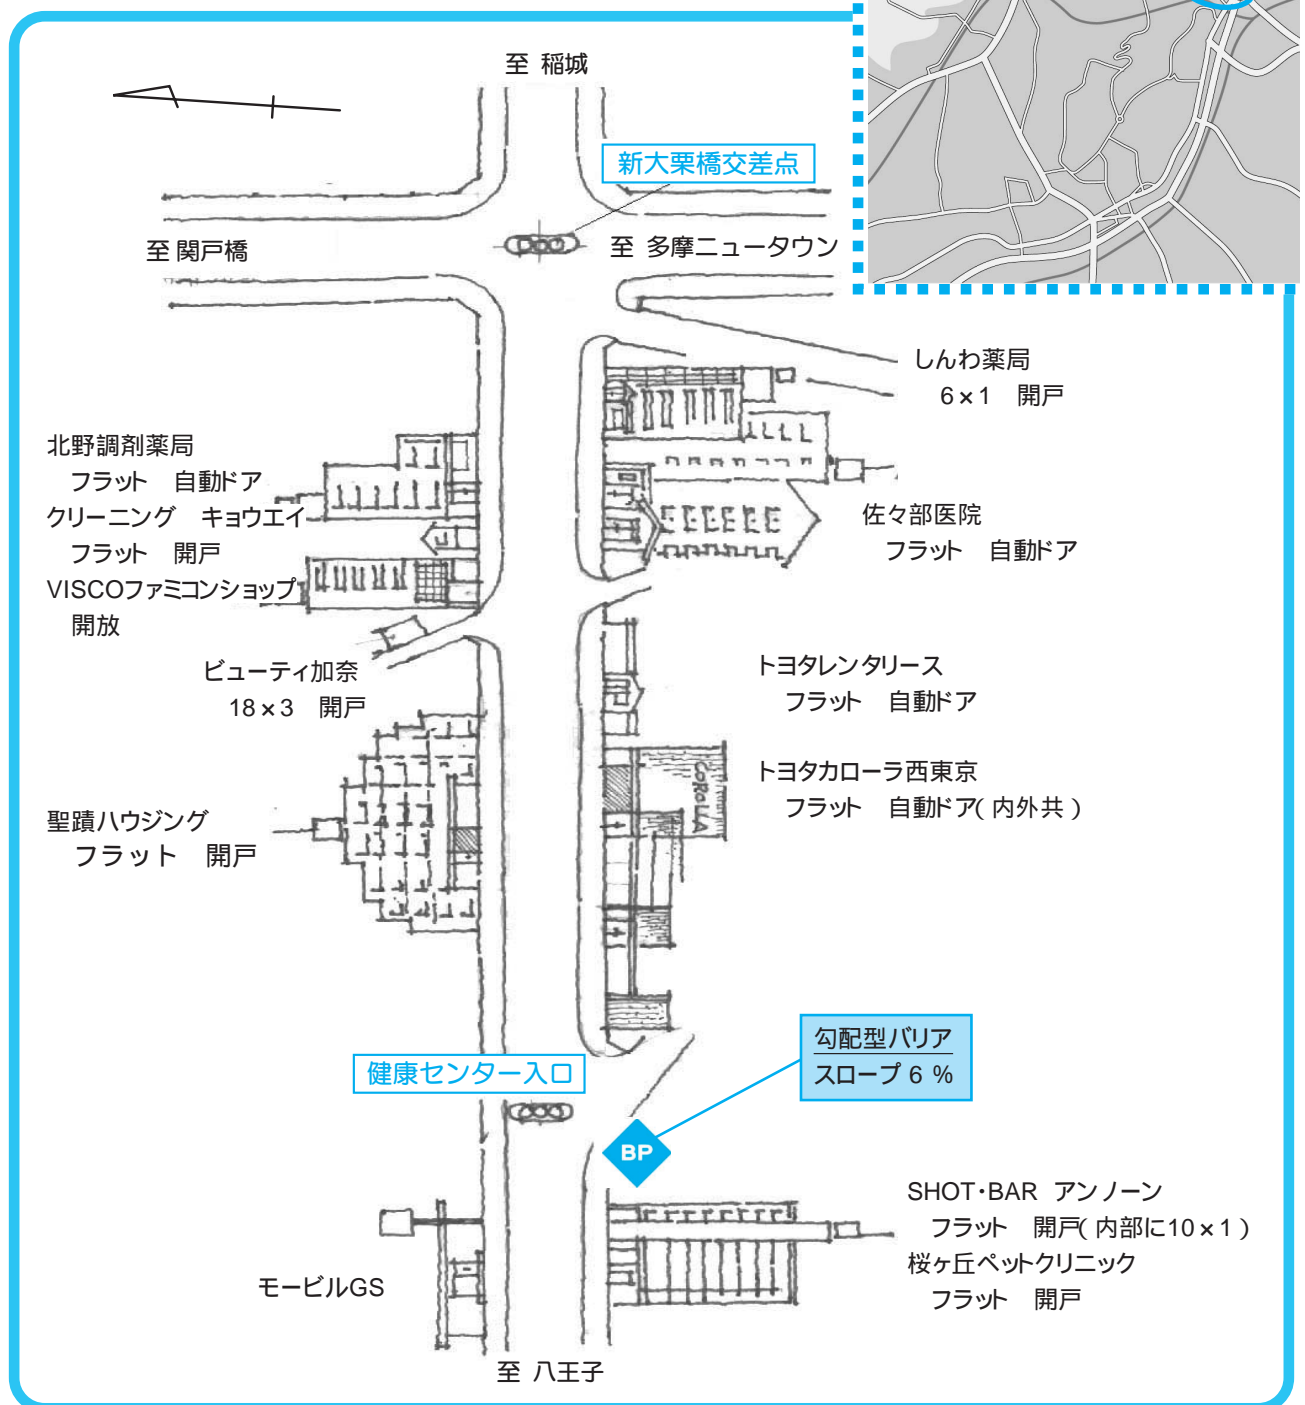 至 稲城
新大栗橋交差点
至 関戸橋
至 多摩ニュータウン
しんわ薬局
6×1　開戸
北野調剤薬局
フラット　自動ドア
クリーニング　キョウエイ
フラット　開戸
VISCOファミコンショップ
開放
佐々部医院
フラット　自動ドア
ビューティ加奈
18×3　開戸
トヨタレンタリース
フラット　自動ドア
トヨタカローラ西東京
フラット　自動ドア(内外共)
CoRoLLA
聖蹟ハウジング
フラット　開戸
勾配型バリア
スロープ 6 %
健康センター入口
BP
SHOT・BAR アンノーン
フラット　開戸(内部に10×1)
桜ヶ丘ペットクリニック
フラット　開戸
モービルGS
至 八王子